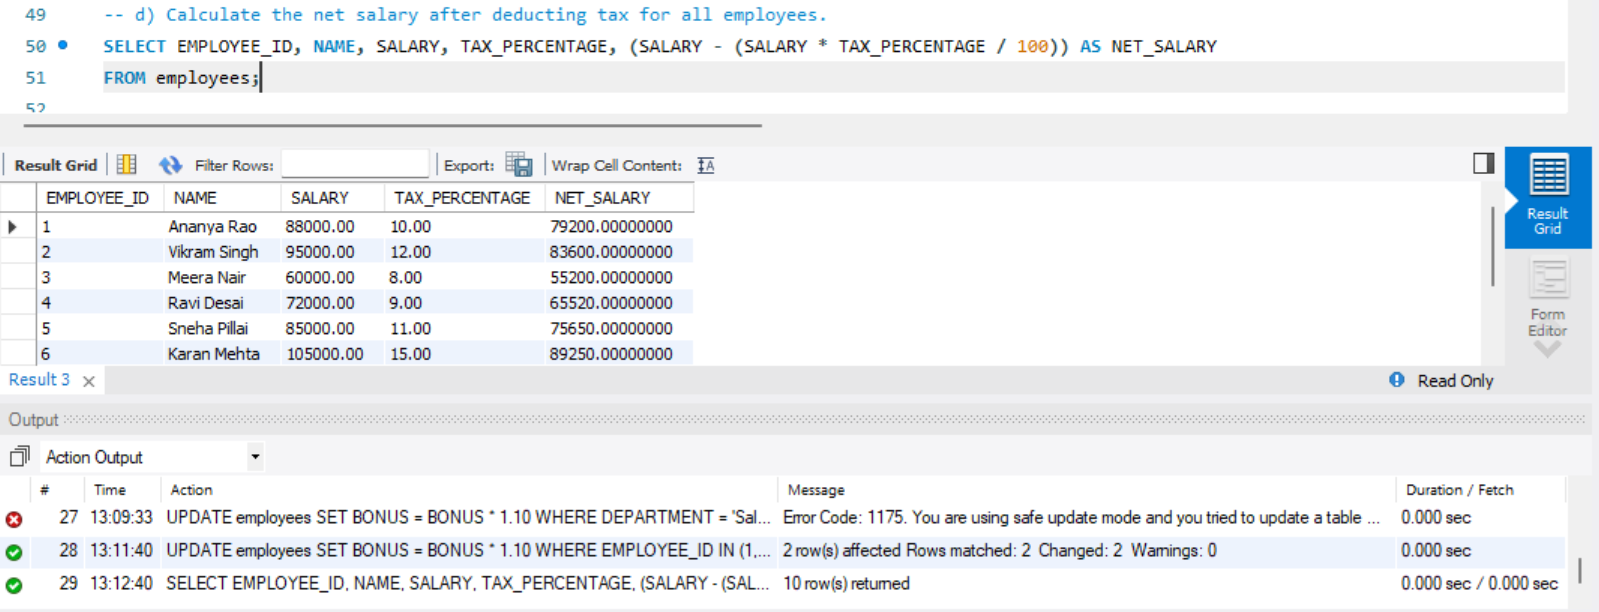 49 -- d) Calculate the net salary after deducting tax for all employees.
50 SELECT EMPLOYEE_ID, NAME, SALARY, TAX_PERCENTAGE, (SALARY - (SALARY * TAX_PERCENTAGE / 100)) AS NET_SALARY
51 FROM employees;
52
Result Grid Filter Rows: Export: Wrap Cell Content:
EMPLOYEE_ID NAME SALARY TAX_PERCENTAGE NET_SALARY
1 Ananya Rao 88000.00 10.00 79200.00000000
2 Vikram Singh 95000.00 12.00 83600.00000000
3 Meera Nair 60000.00 8.00 55200.00000000
4 Ravi Desai 72000.00 9.00 65520.00000000
5 Sneha Pillai 85000.00 11.00 75650.00000000
6 Karan Mehta 105000.00 15.00 89250.00000000
Result
Grid
Form
Editor
Result 3 Read Only
Output
Action Output
# Time Action Message Duration / Fetch
27 13:09:33 UPDATE employees SET BONUS = BONUS * 1.10 WHERE DEPARTMENT = 'Sal... Error Code: 1175. You are using safe update mode and you tried to update a table ... 0.000 sec
28 13:11:40 UPDATE employees SET BONUS = BONUS * 1.10 WHERE EMPLOYEE_ID IN (1,... 2 row(s) affected Rows matched: 2 Changed: 2 Warnings: 0 0.000 sec
29 13:12:40 SELECT EMPLOYEE_ID, NAME, SALARY, TAX_PERCENTAGE, (SALARY - (SAL... 10 row(s) returned 0.000 sec / 0.000 sec